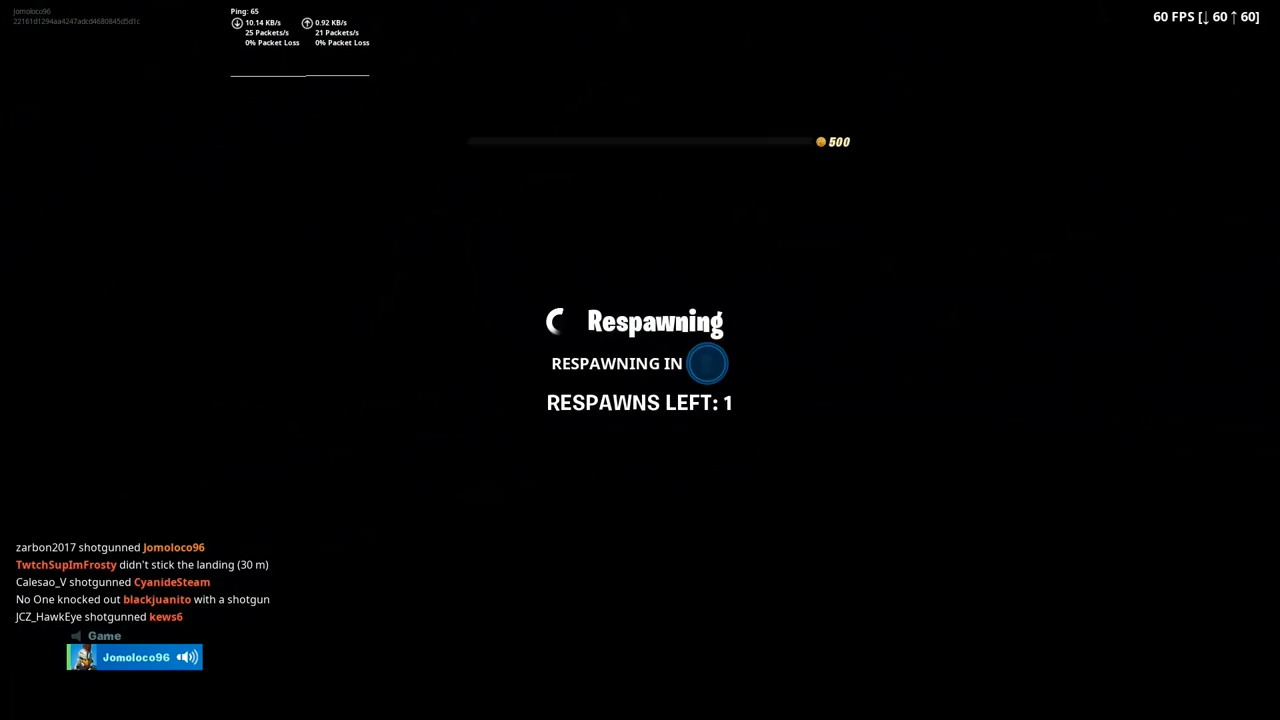 Jomoloco96
22161d1294aa4247adcd4680845d5d1c
Ping: 65
10.14 KB/s 0.92 KB/s
25 Packets/s 21 Packets/s
0% Packet Loss 0% Packet Loss
60 FPS [↓ 60 ↑ 60]
500
Respawning
RESPAWNING IN
RESPAWNS LEFT: 1
zarbon2017 shotgunned Jomoloco96
TwtchSupImFrosty didn't stick the landing (30 m)
Calesao_V shotgunned CyanideSteam
No One knocked out blackjuanito with a shotgun
JCZ_HawkEye shotgunned kews6
Game
Jomoloco96